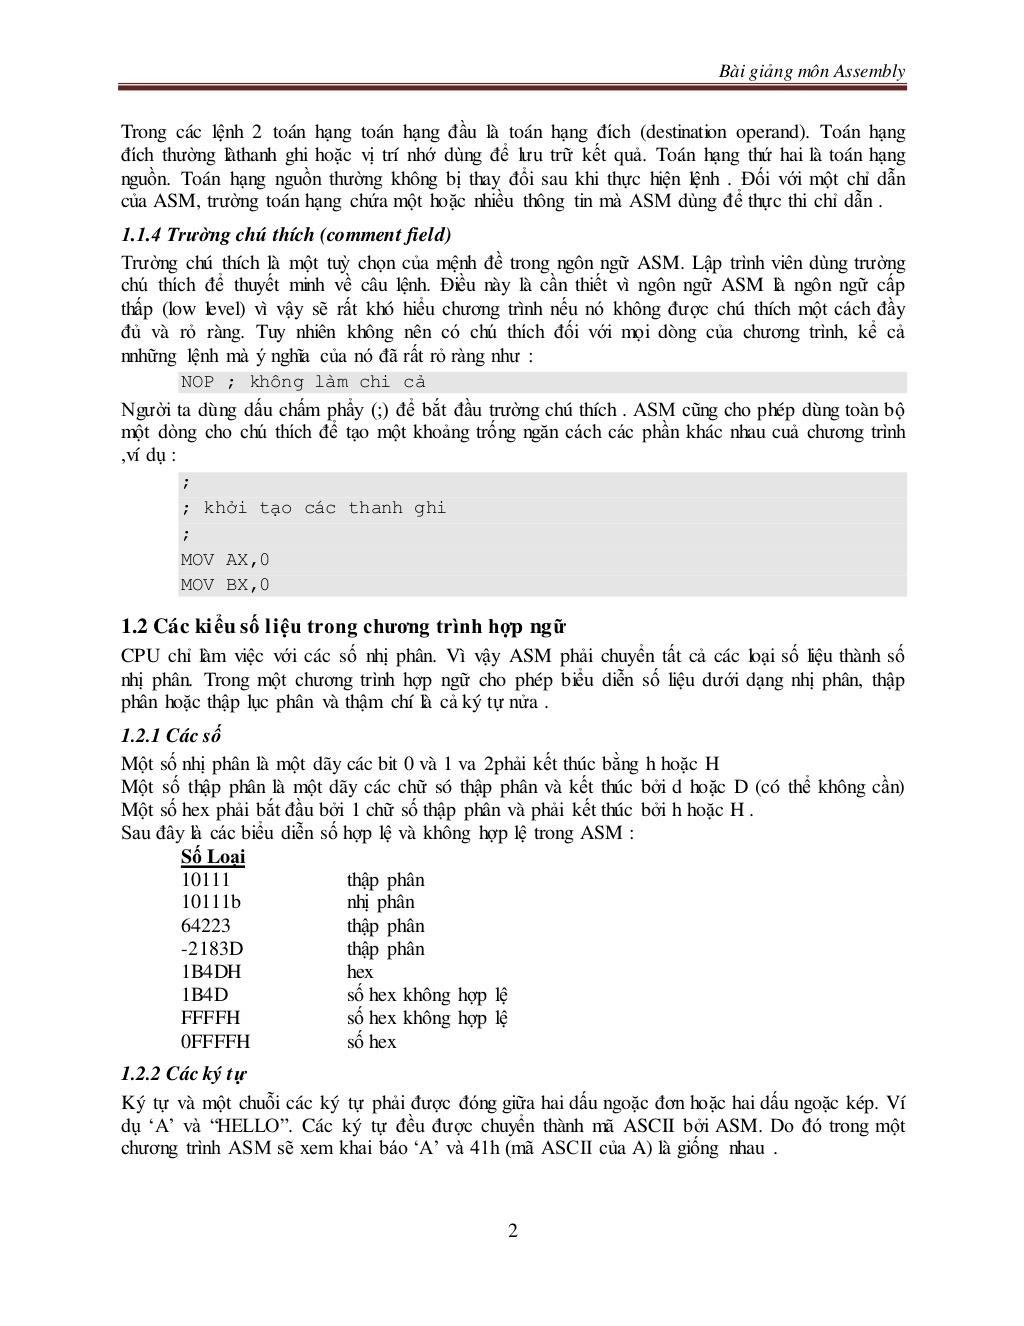 Bài giảng môn Assembly
Trong các lệnh 2 toán hạng toán hạng đầu là toán hạng đích (destination operand). Toán hạng
đích thường làthanh ghi hoặc vị trí nhớ dùng để lưu trữ kết quả. Toán hạng thứ hai là toán hạng
nguồn. Toán hạng nguồn thường không bị thay đổi sau khi thực hiện lệnh . Đối với một chỉ dẫn
của ASM, trường toán hạng chứa một hoặc nhiều thông tin mà ASM dùng để thực thi chỉ dẫn .
1.1.4 Trường chú thích (comment field)
Trường chú thích là một tuỳ chọn của mệnh đề trong ngôn ngữ ASM. Lập trình viên dùng trường
chú thích để thuyết minh về câu lệnh. Điều này là cần thiết vì ngôn ngữ ASM là ngôn ngữ cấp
thấp (low level) vì vậy sẽ rất khó hiểu chương trình nếu nó không được chú thích một cách đầy
đủ và rỏ ràng. Tuy nhiên không nên có chú thích đối với mọi dòng của chương trình, kể cả
nnhững lệnh mà ý nghĩa của nó đã rất rỏ ràng như :
NOP ; không làm chi cả
Người ta dùng dấu chấm phẩy (;) để bắt đầu trường chú thích . ASM cũng cho phép dùng toàn bộ
một dòng cho chú thích để tạo một khoảng trống ngăn cách các phần khác nhau cuả chương trình
,ví dụ :
;
; khởi tạo các thanh ghi
;
MOV AX,0
MOV BX,0
1.2 Các kiểu số liệu trong chương trình hợp ngữ
CPU chỉ làm việc với các số nhị phân. Vì vậy ASM phải chuyển tất cả các loại số liệu thành số
nhị phân. Trong một chương trình hợp ngữ cho phép biểu diễn số liệu dưới dạng nhị phân, thập
phân hoặc thập lục phân và thậm chí là cả ký tự nửa .
1.2.1 Các số
Một số nhị phân là một dãy các bit 0 và 1 va 2phải kết thúc bằng h hoặc H
Một số thập phân là một dãy các chữ só thập phân và kết thúc bởi d hoặc D (có thể không cần)
Một số hex phải bắt đầu bởi 1 chữ số thập phân và phải kết thúc bởi h hoặc H .
Sau đây là các biểu diễn số hợp lệ và không hợp lệ trong ASM :
Số Loại
10111 thập phân
10111b nhị phân
64223 thập phân
-2183D thập phân
1B4DH hex
1B4D số hex không hợp lệ
FFFFH số hex không hợp lệ
0FFFFH số hex
1.2.2 Các ký tự
Ký tự và một chuỗi các ký tự phải được đóng giữa hai dấu ngoặc đơn hoặc hai dấu ngoặc kép. Ví
dụ ‘A’ và “HELLO”. Các ký tự đều được chuyển thành mã ASCII bởi ASM. Do đó trong một
chương trình ASM sẽ xem khai báo ‘A’ và 41h (mã ASCII của A) là giống nhau .
2